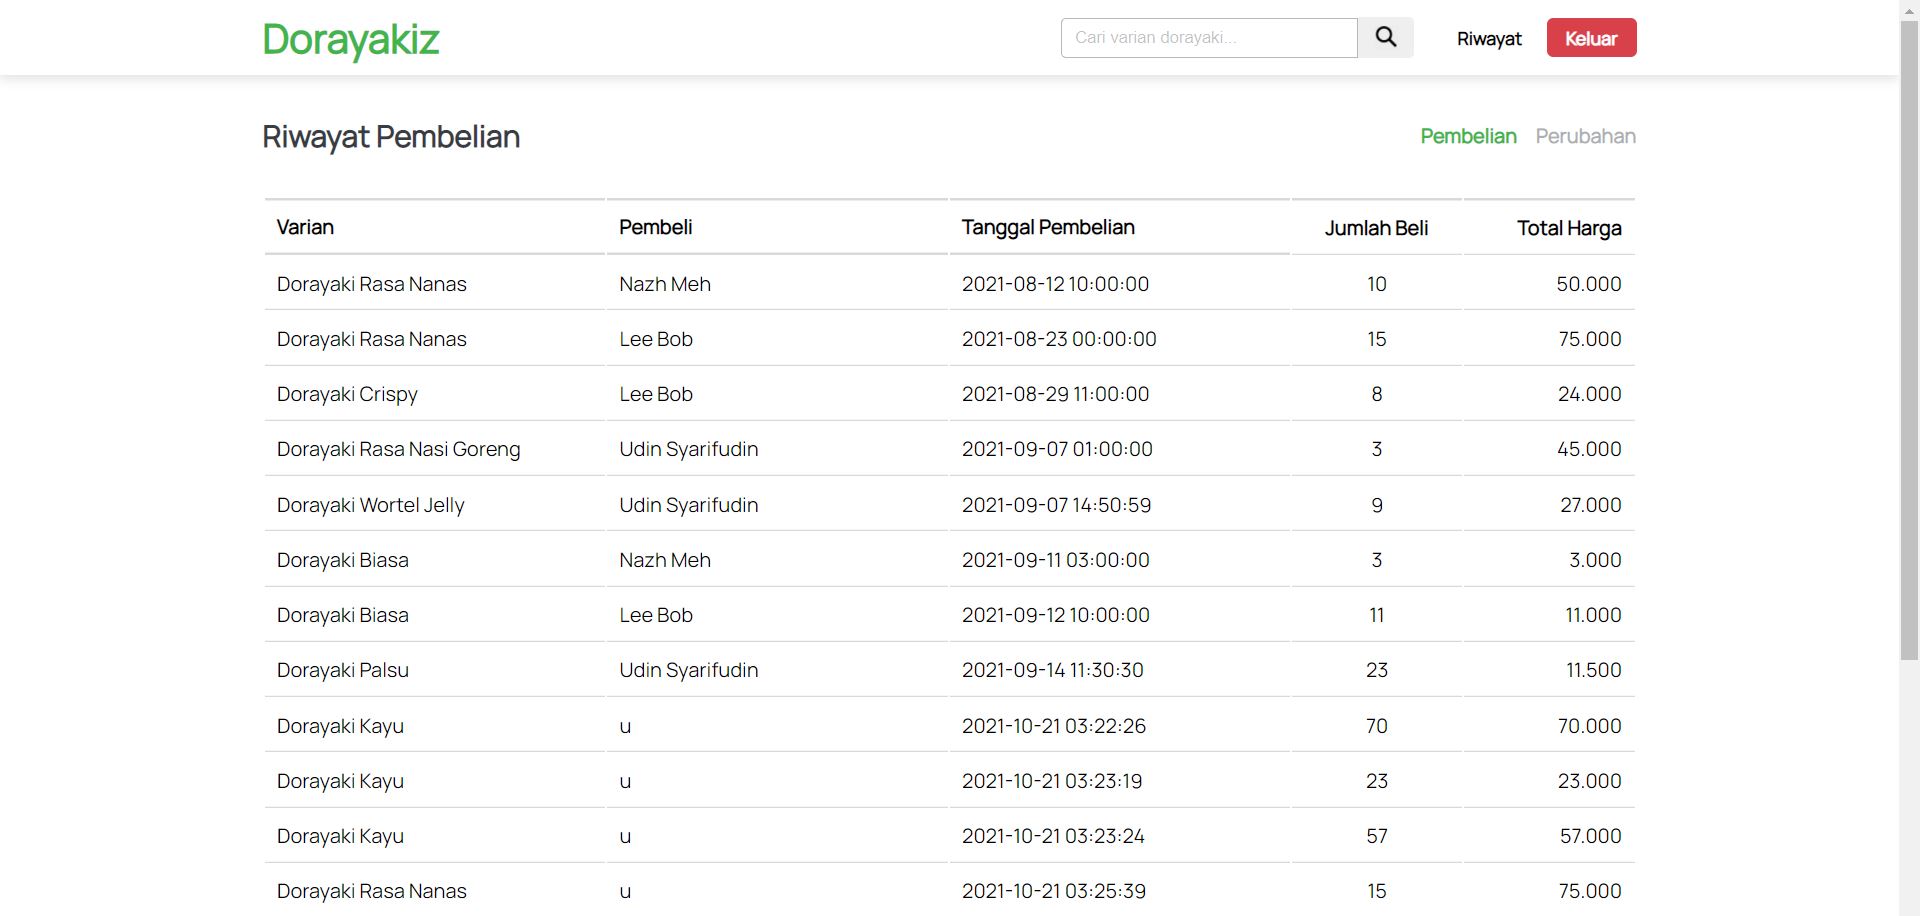 Dorayakiz
Cari varian dorayaki...
Riwayat
Keluar
Riwayat Pembelian
Pembelian Perubahan
Varian Pembeli Tanggal Pembelian Jumlah Beli Total Harga
Dorayaki Rasa Nanas Nazh Meh 2021-08-12 10:00:00 10 50.000
Dorayaki Rasa Nanas Lee Bob 2021-08-23 00:00:00 15 75.000
Dorayaki Crispy Lee Bob 2021-08-29 11:00:00 8 24.000
Dorayaki Rasa Nasi Goreng Udin Syarifudin 2021-09-07 01:00:00 3 45.000
Dorayaki Wortel Jelly Udin Syarifudin 2021-09-07 14:50:59 9 27.000
Dorayaki Biasa Nazh Meh 2021-09-11 03:00:00 3 3.000
Dorayaki Biasa Lee Bob 2021-09-12 10:00:00 11 11.000
Dorayaki Palsu Udin Syarifudin 2021-09-14 11:30:30 23 11.500
Dorayaki Kayu u 2021-10-21 03:22:26 70 70.000
Dorayaki Kayu u 2021-10-21 03:23:19 23 23.000
Dorayaki Kayu u 2021-10-21 03:23:24 57 57.000
Dorayaki Rasa Nanas u 2021-10-21 03:25:39 15 75.000